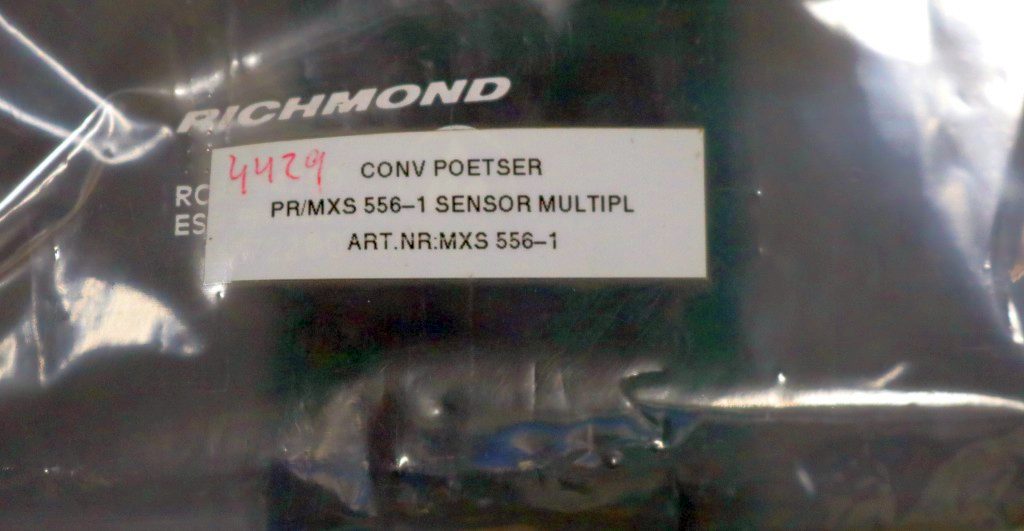 RICHMOND
4429 CONV POETSER
PR/MXS 556-1 SENSOR MULTIPL
ART.NR:MXS 556-1